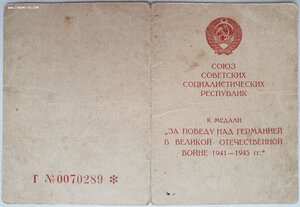 СОЮЗ
СОВЕТСКИХ
СОЦИАЛИСТИЧЕСКИХ
РЕСПУБЛИК
К МЕДАЛИ
„ЗА ПОБЕДУ НАД ГЕРМАНИЕЙ
В ВЕЛИКОЙ ОТЕЧЕСТВЕННОЙ
ВОЙНЕ 1941—1945 гг."
Г №0070289 *